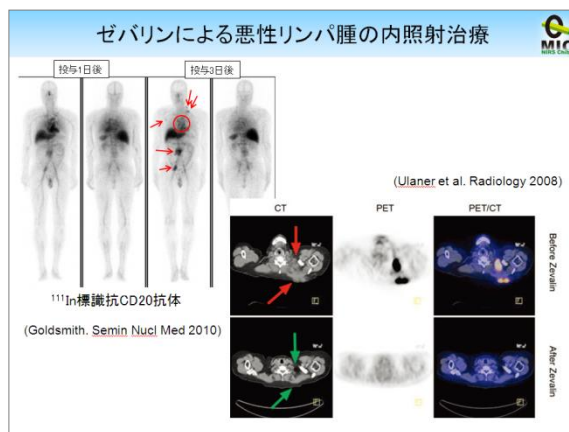 ゼバリンによる悪性リンパ腫の内照射治療
MIC
投与1日後
投与3日後
(Ulaner et al. Radiology 2008)
CT
PET
PET/CT
Before Zevalin
After Zevalin
¹¹¹In標識抗CD20抗体
(Goldsmith. Semin Nucl Med 2010)